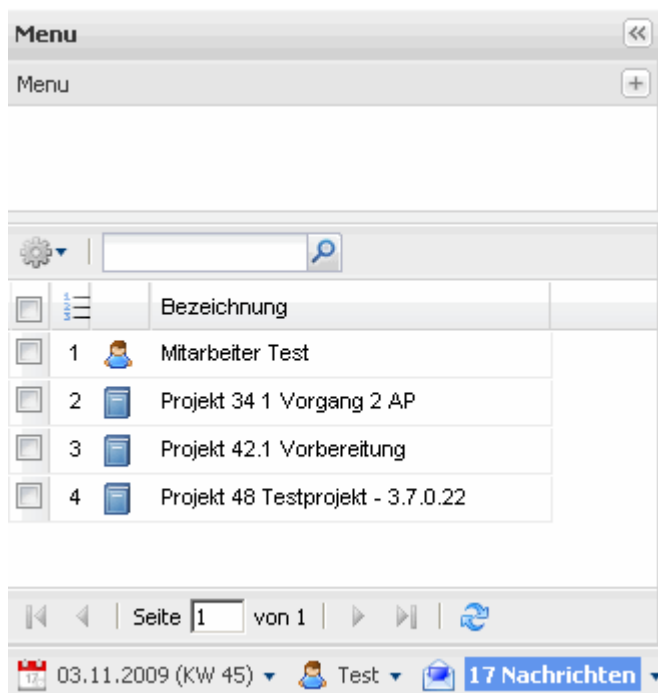 Menu
Menu
Bezeichnung
1 Mitarbeiter Test
2 Projekt 34 1 Vorgang 2 AP
3 Projekt 42.1 Vorbereitung
4 Projekt 48 Testprojekt - 3.7.0.22
Seite 1 von 1
03.11.2009 (KW 45) Test 17 Nachrichten